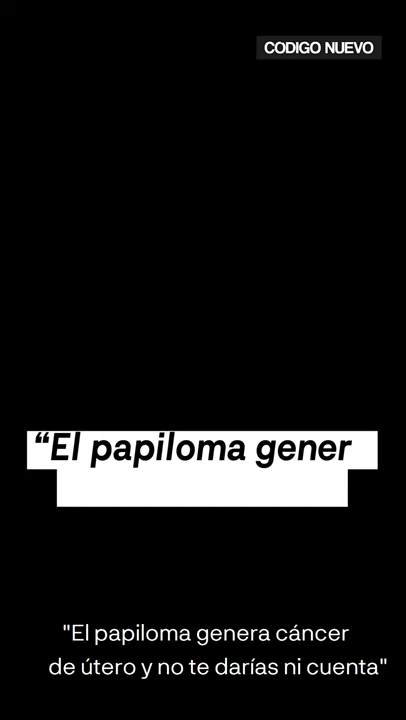 CODIGO NUEVO
“El papiloma gener
"El papiloma genera cáncer
de útero y no te darías ni cuenta"